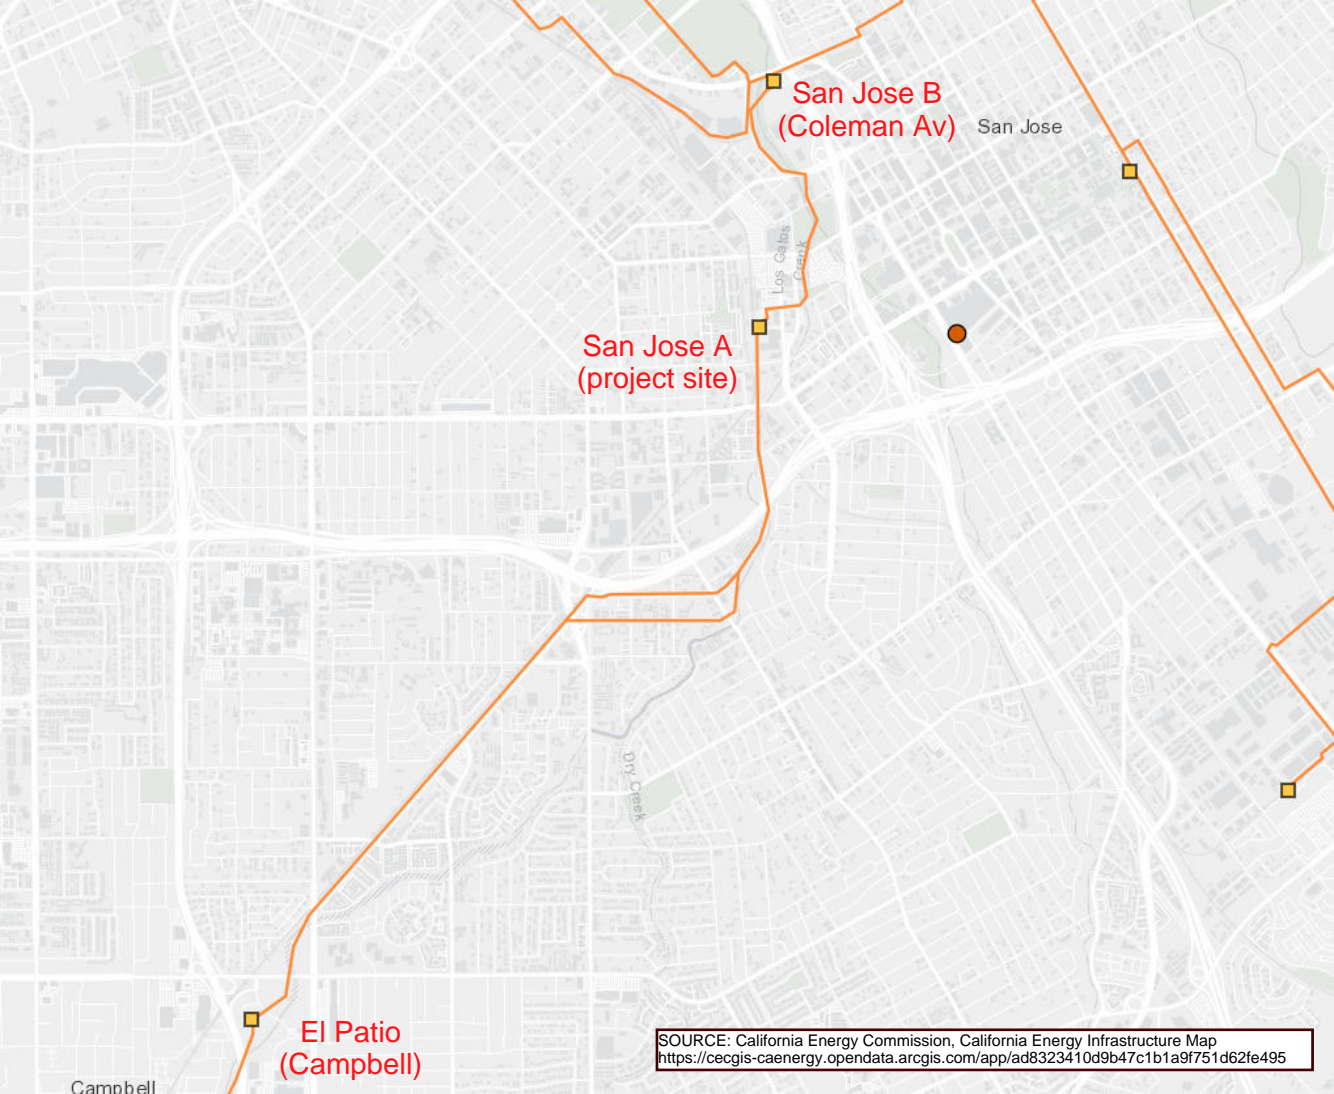 San Jose B
(Coleman Av)
San Jose
Los Gatos
Creek
San Jose A
(project site)
Dry Creek
El Patio
(Campbell)
SOURCE: California Energy Commission, California Energy Infrastructure Map
https://cecgis-caenergy.opendata.arcgis.com/app/ad8323410d9b47c1b1a9f751d62fe495
Campbell